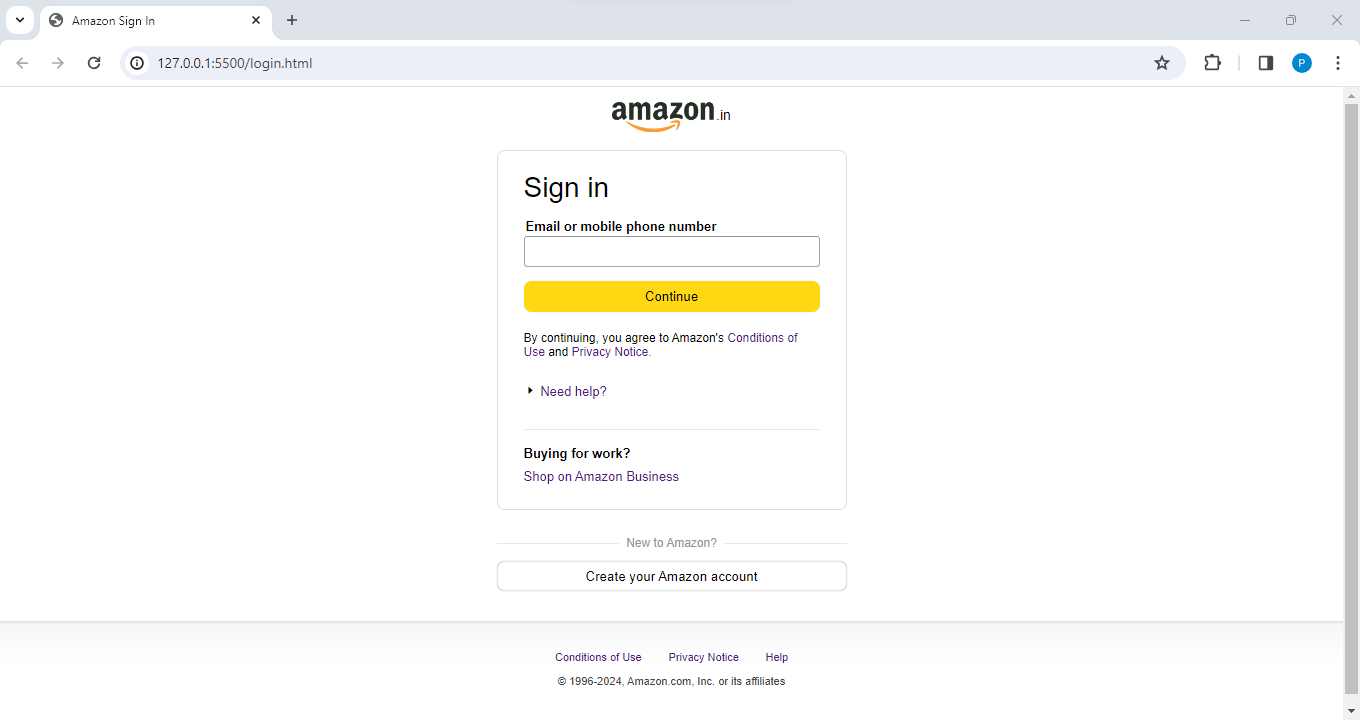 Amazon Sign In
127.0.0.1:5500/login.html
P
amazon.in
Sign in
Email or mobile phone number
Continue
By continuing, you agree to Amazon's Conditions of
Use and Privacy Notice.
Need help?
Buying for work?
Shop on Amazon Business
New to Amazon?
Create your Amazon account
Conditions of Use Privacy Notice Help
© 1996-2024, Amazon.com, Inc. or its affiliates